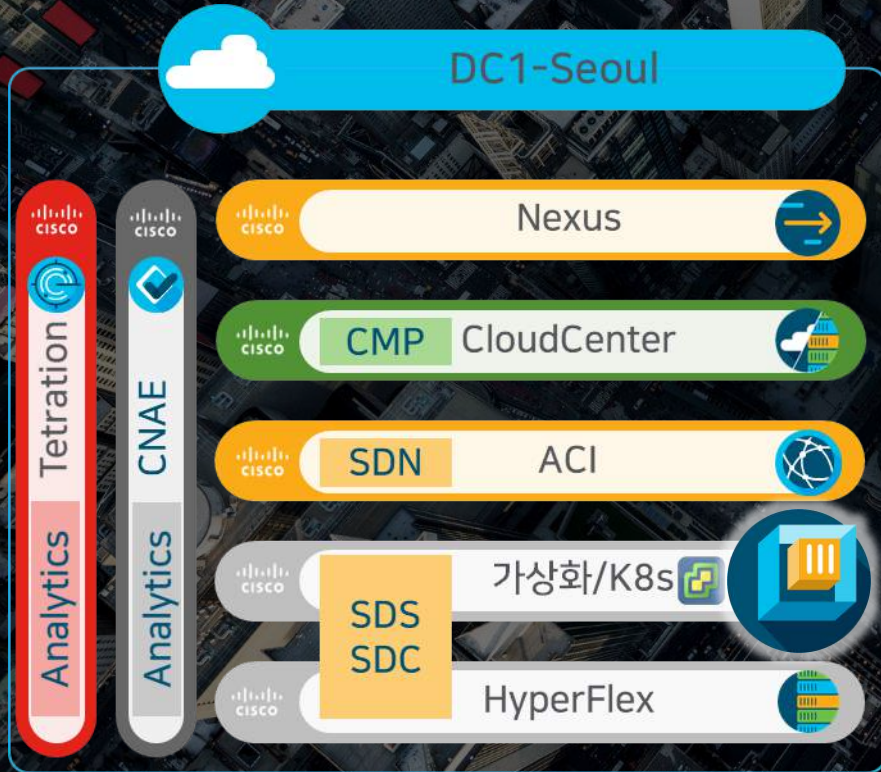 DC1-Seoul
CISCO
Tetration
Analytics
CISCO
CNAE
Analytics
CISCO
Nexus
CISCO
CMP CloudCenter
CISCO
SDN ACI
CISCO
가상화/K8s
SDS
SDC
CISCO
HyperFlex